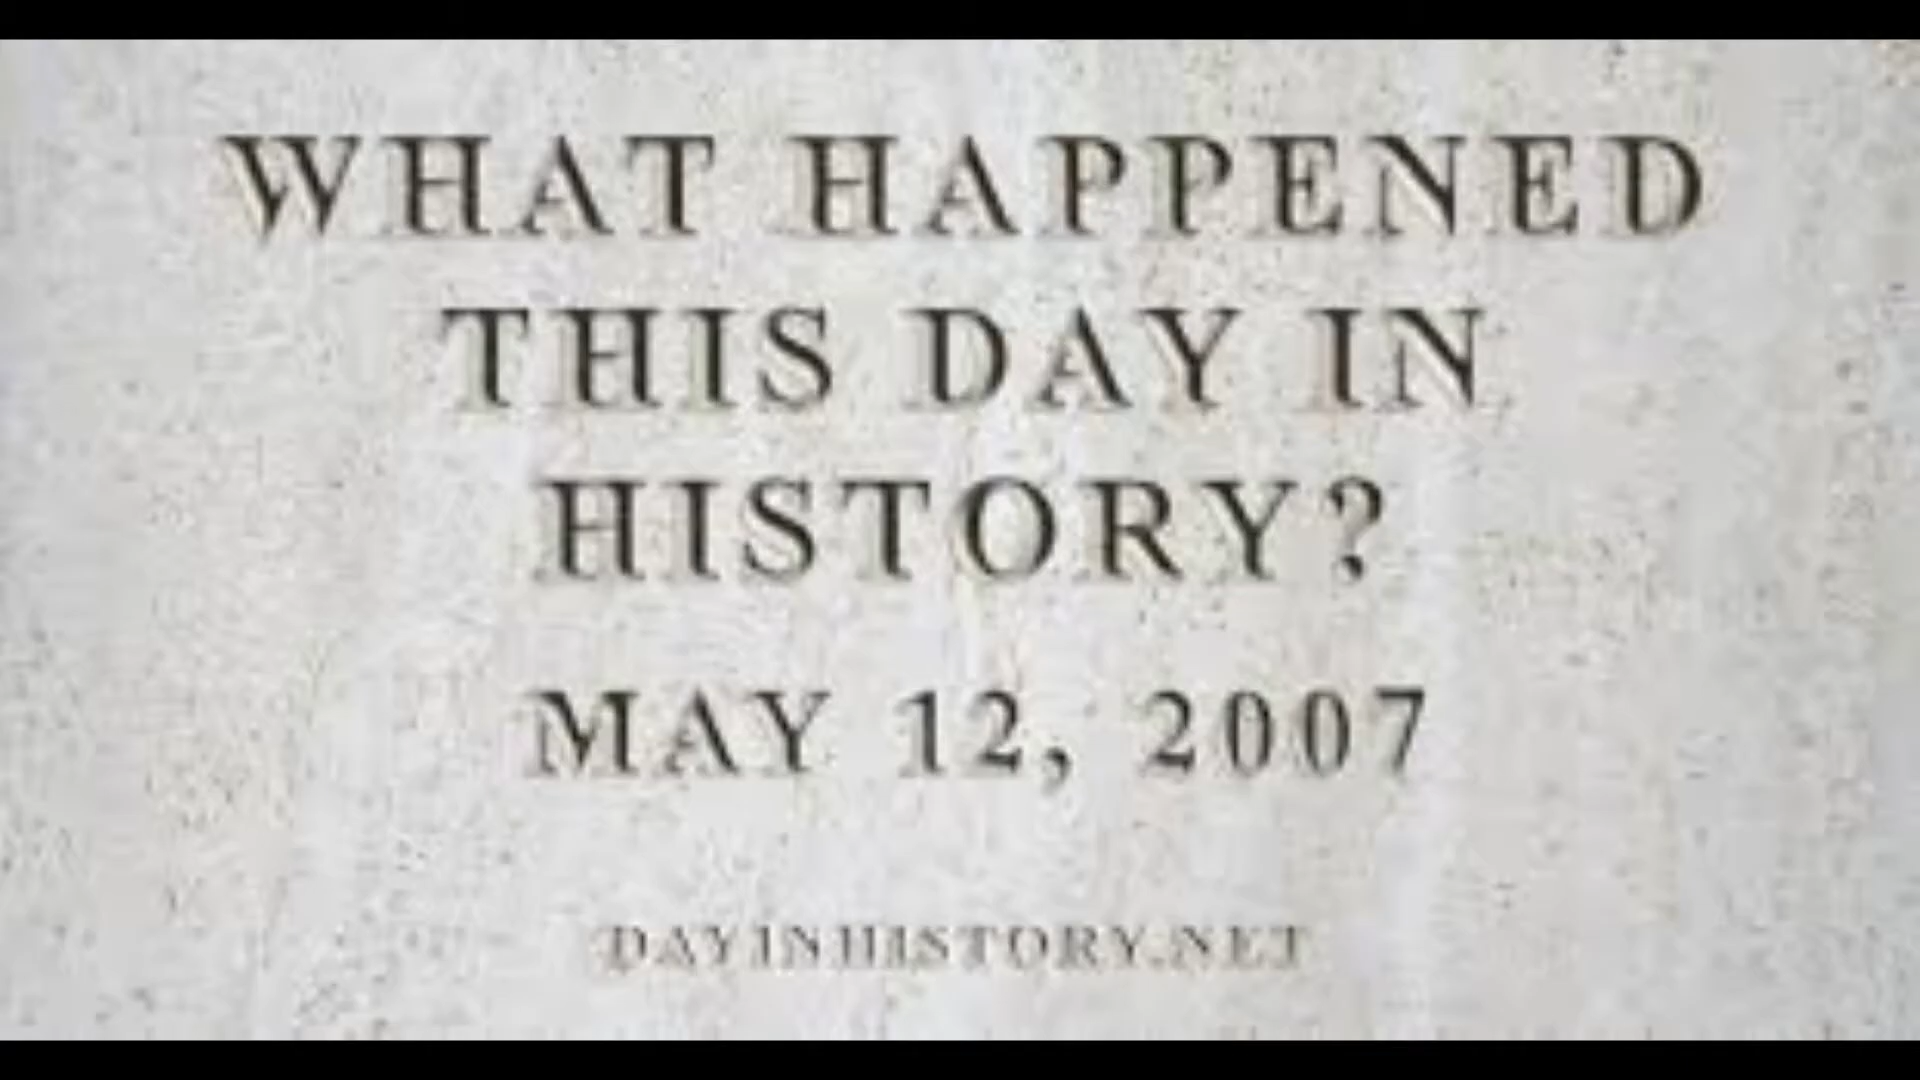 WHAT HAPPENED
THIS DAY IN
HISTORY?
MAY 12, 2007
DAYINHISTORY.NET